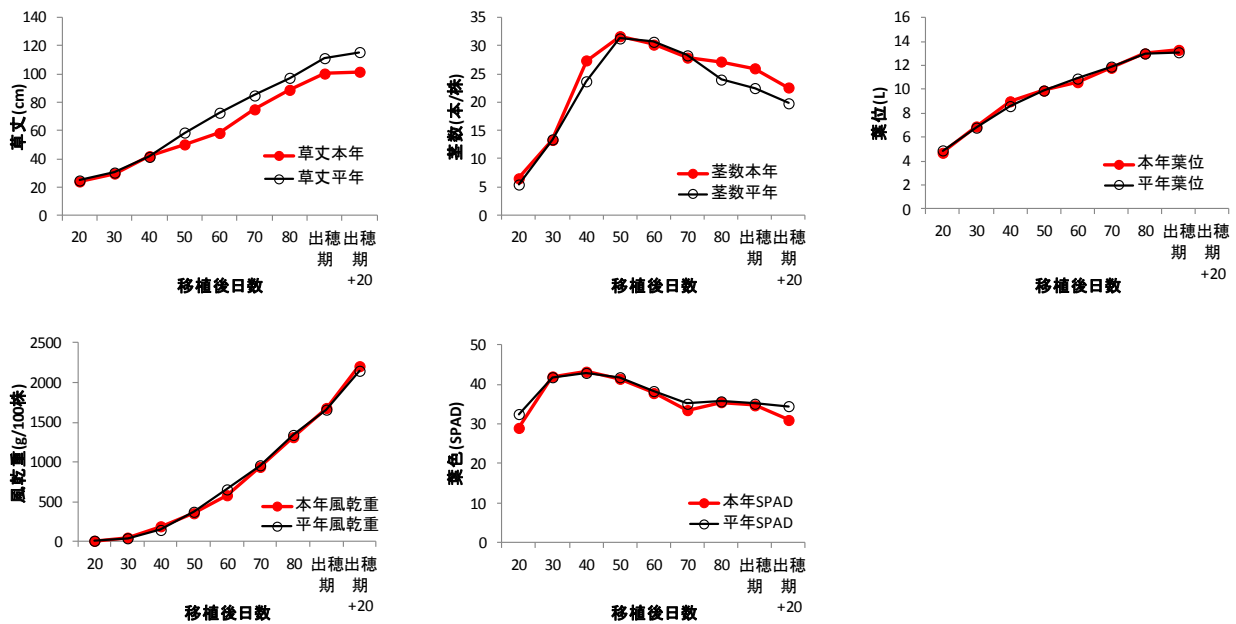 草丈(cm)
140
120
100
80
60
40
20
0
草丈本年
草丈平年
20 30 40 50 60 70 80 出穂 出穂
期 期
+20
移植後日数
茎数(本/株)
35
30
25
20
15
10
5
0
茎数本年
茎数平年
20 30 40 50 60 70 80 出穂 出穂
期 期
+20
移植後日数
葉位(L)
16
14
12
10
8
6
4
2
0
本年葉位
平年葉位
20 30 40 50 60 70 80 出穂 出穂
期 期
+20
移植後日数
風乾重(g/100株)
2500
2000
1500
1000
500
0
本年風乾重
平年風乾重
20 30 40 50 60 70 80 出穂 出穂
期 期
+20
移植後日数
葉色(SPAD)
50
40
30
20
10
0
本年SPAD
平年SPAD
20 30 40 50 60 70 80 出穂 出穂
期 期
+20
移植後日数